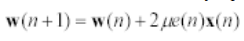 w(n+1) = w(n)+2μe(n)x(n)